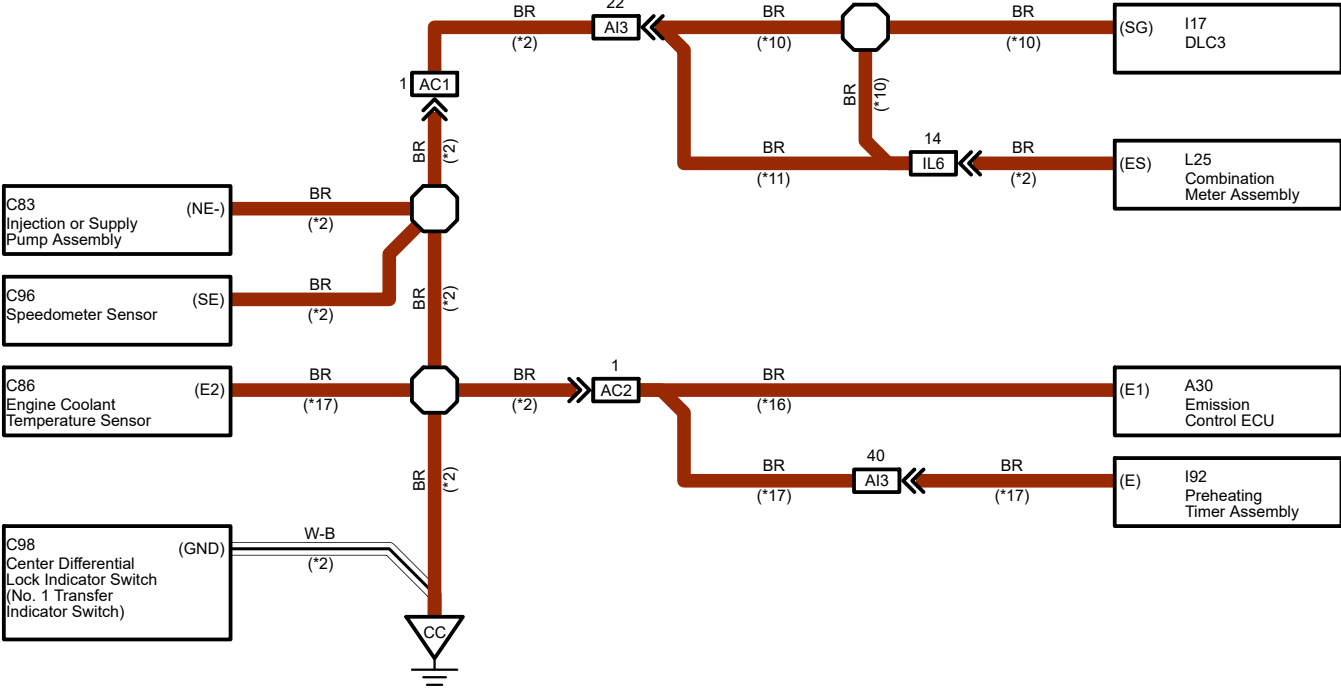 22
BR
AI3
BR
BR
(*2)
(*10)
(*10)
(SG)
I17
DLC3
1
AC1
BR
(*10)
BR
(*2)
14
BR
IL6
BR
(*11)
(*2)
(ES)
L25
Combination
Meter Assembly
C83
Injection or Supply
Pump Assembly
(NE-)
BR
(*2)
C96
Speedometer Sensor
(SE)
BR
(*2)
BR
(*2)
C86
Engine Coolant
Temperature Sensor
(E2)
BR
(*17)
BR
(*2)
1
AC2
BR
(*16)
(E1)
A30
Emission
Control ECU
BR
(*17)
40
AI3
BR
(*17)
(E)
I92
Preheating
Timer Assembly
BR
(*2)
C98
Center Differential
Lock Indicator Switch
(No. 1 Transfer
Indicator Switch)
(GND)
W-B
(*2)
CC